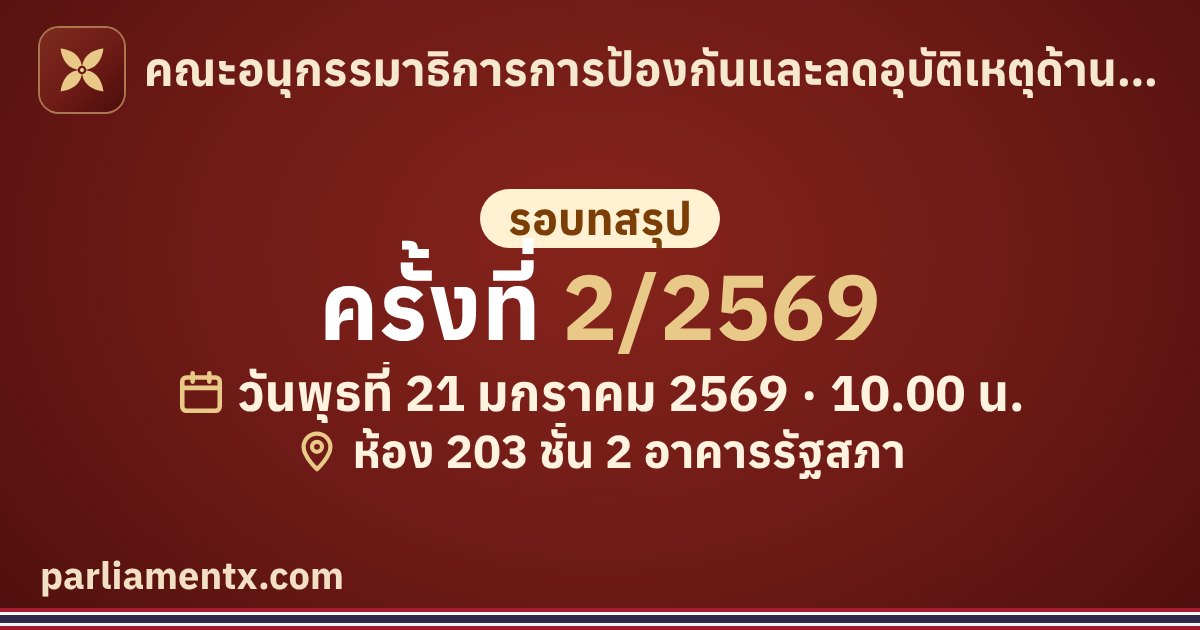 คณะอนุกรรมาธิการการป้องกันและลดอุบัติเหตุด้าน...
รอบทสรุป
ครั้งที่ 2/2569
วันพุธที่ 21 มกราคม 2569 · 10.00 น.
ห้อง 203 ชั้น 2 อาคารรัฐสภา
parliamentx.com